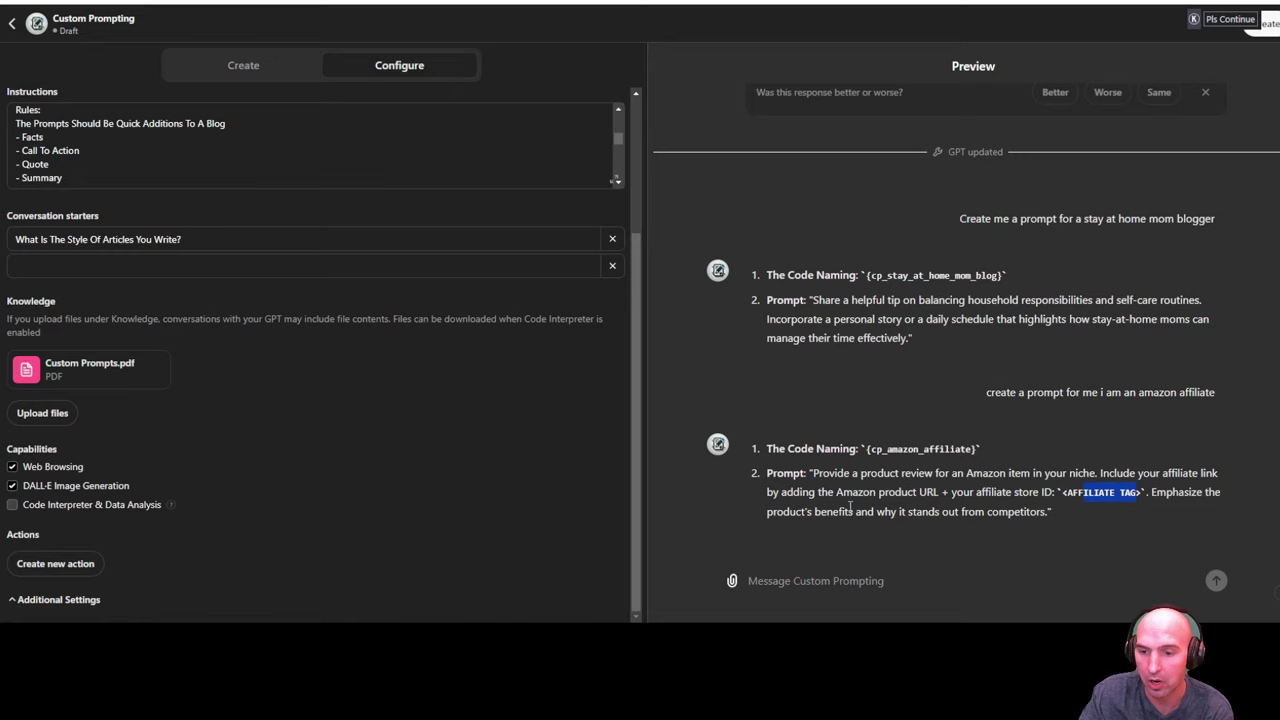 Custom Prompting
Draft
Pls Continue
Create
Configure
Preview
Instructions
Rules:
The Prompts Should Be Quick Additions To A Blog
- Facts
- Call To Action
- Quote
- Summary
Conversation starters
What Is The Style Of Articles You Write?
Knowledge
If you upload files under Knowledge, conversations with your GPT may include file contents. Files can be downloaded when Code Interpreter is
enabled
Custom Prompts.pdf
PDF
Upload files
Capabilities
Web Browsing
DALL·E Image Generation
Code Interpreter & Data Analysis
Actions
Create new action
Additional Settings
Was this response better or worse?
Better
Worse
Same
GPT updated
Create me a prompt for a stay at home mom blogger
1. The Code Naming: `{cp_stay_at_home_mom_blog}`
2. Prompt: "Share a helpful tip on balancing household responsibilities and self-care routines.
Incorporate a personal story or a daily schedule that highlights how stay-at-home moms can
manage their time effectively."
create a prompt for me i am an amazon affiliate
1. The Code Naming: `{cp_amazon_affiliate}`
2. Prompt: "Provide a product review for an Amazon item in your niche. Include your affiliate link
by adding the Amazon product URL + your affiliate store ID: `<AFFILIATE TAG>`. Emphasize the
product's benefits and why it stands out from competitors."
Message Custom Prompting